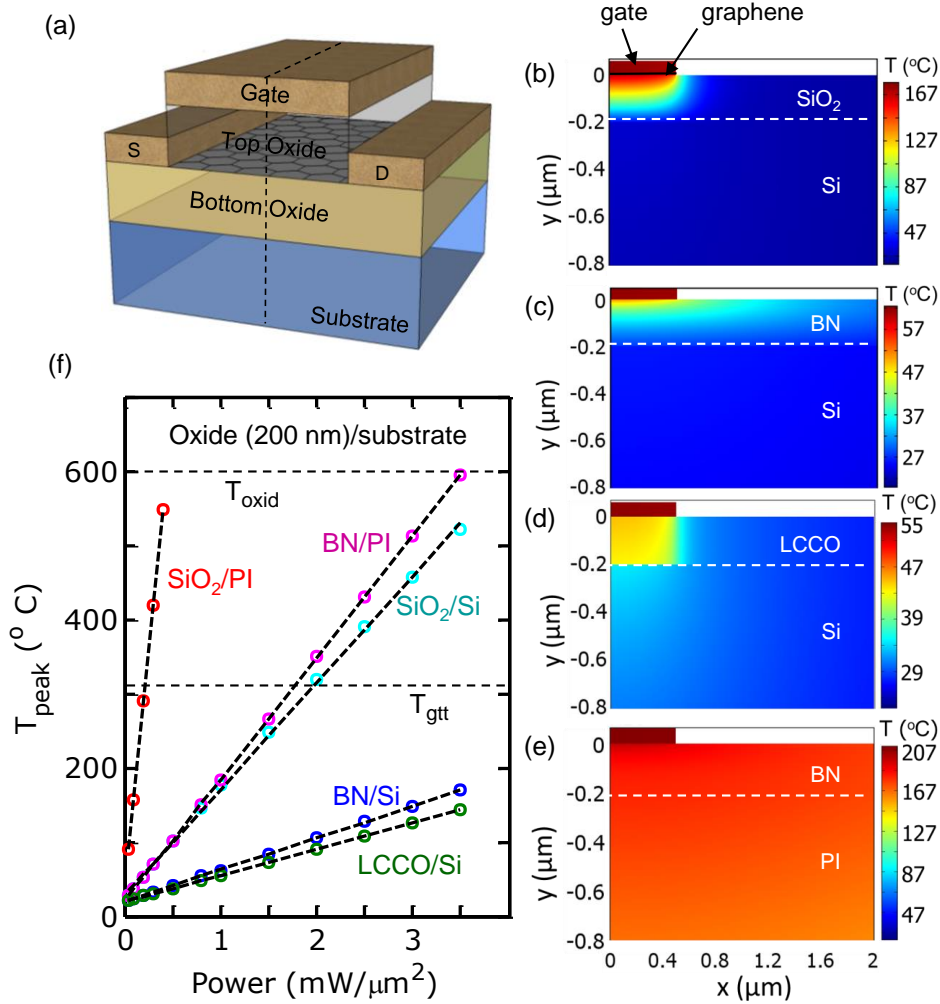 (a)
Gate
S
Top Oxide
D
Bottom Oxide
Substrate
gate
graphene
(b)
T (°C)
0
-0.2
-0.4
-0.6
-0.8
y (μm)
SiO₂
Si
167
127
87
47
(c)
T (°C)
0
-0.2
-0.4
-0.6
-0.8
y (μm)
BN
Si
57
47
37
27
(d)
T (°C)
0
-0.2
-0.4
-0.6
-0.8
y (μm)
LCCO
Si
55
47
39
29
(e)
T (°C)
0
-0.2
-0.4
-0.6
-0.8
y (μm)
BN
PI
207
167
127
87
47
0 0.4 0.8 1.2 1.6 2
x (μm)
(f)
Oxide (200 nm)/substrate
T_oxid
BN/PI
SiO₂/PI
SiO₂/Si
T_gtt
BN/Si
LCCO/Si
600
400
200
0
T_peak (° C)
0 1 2 3
Power (mW/μm²)